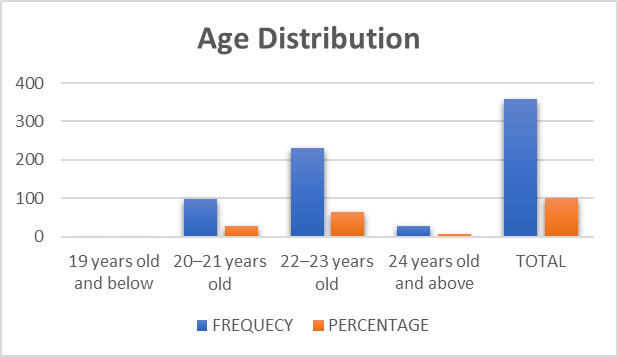 Age Distribution
400
300
200
100
0
19 years old
and below
20–21 years
old
22–23 years
old
24 years old
and above
TOTAL
FREQUECY
PERCENTAGE